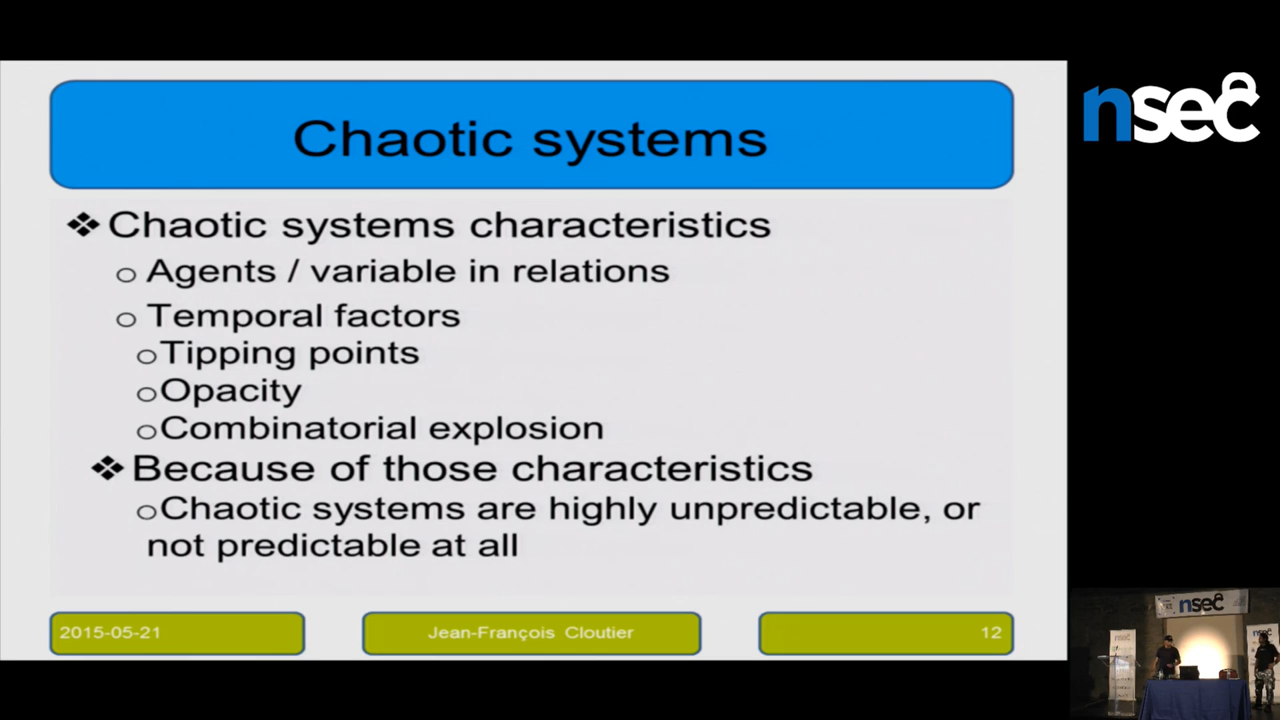 Chaotic systems
❖ Chaotic systems characteristics
o Agents / variable in relations
o Temporal factors
o Tipping points
o Opacity
o Combinatorial explosion
❖ Because of those characteristics
o Chaotic systems are highly unpredictable, or
not predictable at all
2015-05-21
Jean-François Cloutier
12
nsec
nsec
nsec